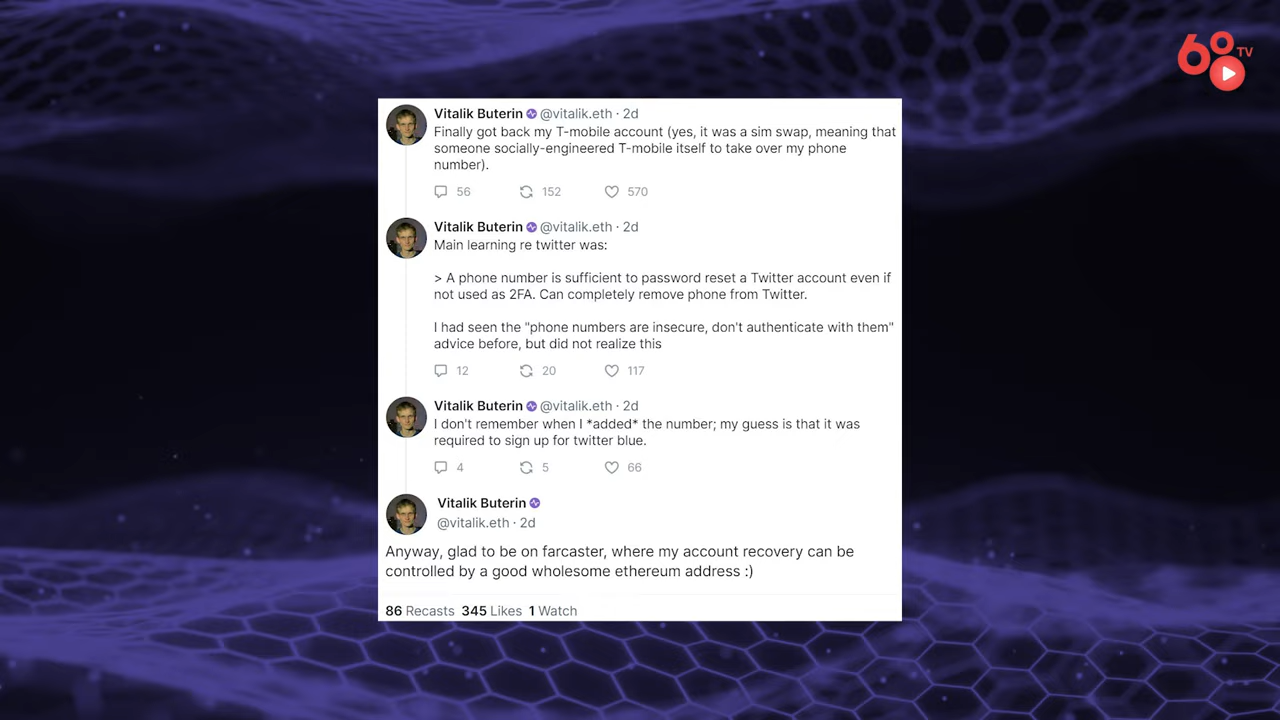 68
TV
Vitalik Buterin @vitalik.eth · 2d
Finally got back my T-mobile account (yes, it was a sim swap, meaning that
someone socially-engineered T-mobile itself to take over my phone
number).
56 152 570
Vitalik Buterin @vitalik.eth · 2d
Main learning re twitter was:
> A phone number is sufficient to password reset a Twitter account even if
not used as 2FA. Can completely remove phone from Twitter.
I had seen the "phone numbers are insecure, don't authenticate with them"
advice before, but did not realize this
12 20 117
Vitalik Buterin @vitalik.eth · 2d
I don't remember when I *added* the number; my guess is that it was
required to sign up for twitter blue.
4 5 66
Vitalik Buterin
@vitalik.eth · 2d
Anyway, glad to be on farcaster, where my account recovery can be
controlled by a good wholesome ethereum address :)
86 Recasts 345 Likes 1 Watch